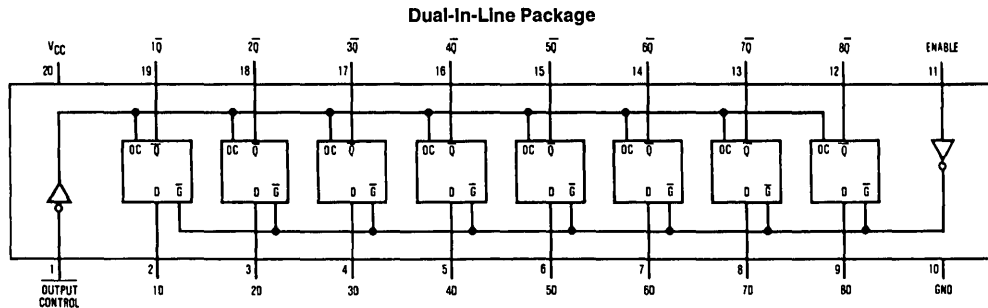 Dual-In-Line Package
V_CC 1Q̅ 2Q̅ 3Q̅ 4Q̅ 5Q̅ 6Q̅ 7Q̅ 8Q̅ ENABLE
20 19 18 17 16 15 14 13 12 11
OC Q̅ OC Q̅ OC Q̅ OC Q̅ OC Q̅ OC Q̅ OC Q̅ OC Q̅
D G̅ D G̅ D G̅ D G̅ D G̅ D G̅ D G̅ D G̅
1 2 3 4 5 6 7 8 9 10
OUTPUT CONTROL 1D 2D 3D 4D 5D 6D 7D 8D GND